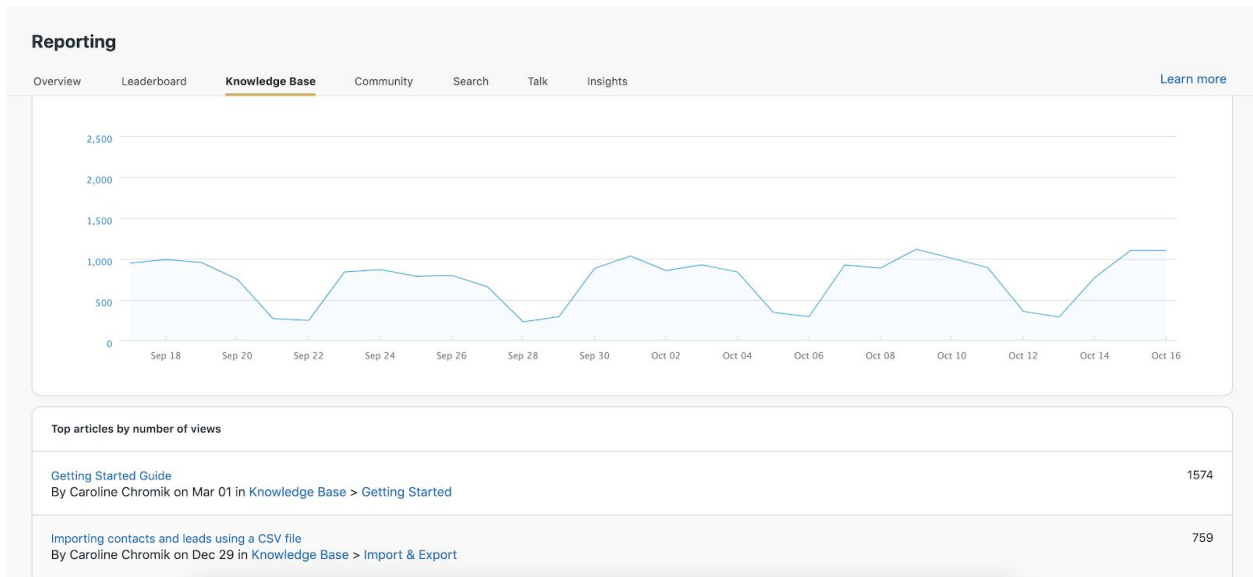 Reporting
Overview Leaderboard Knowledge Base Community Search Talk Insights Learn more
2,500
2,000
1,500
1,000
500
0
Sep 18 Sep 20 Sep 22 Sep 24 Sep 26 Sep 28 Sep 30 Oct 02 Oct 04 Oct 06 Oct 08 Oct 10 Oct 12 Oct 14 Oct 16
Top articles by number of views
Getting Started Guide 1574
By Caroline Chromik on Mar 01 in Knowledge Base > Getting Started
Importing contacts and leads using a CSV file 759
By Caroline Chromik on Dec 29 in Knowledge Base > Import & Export